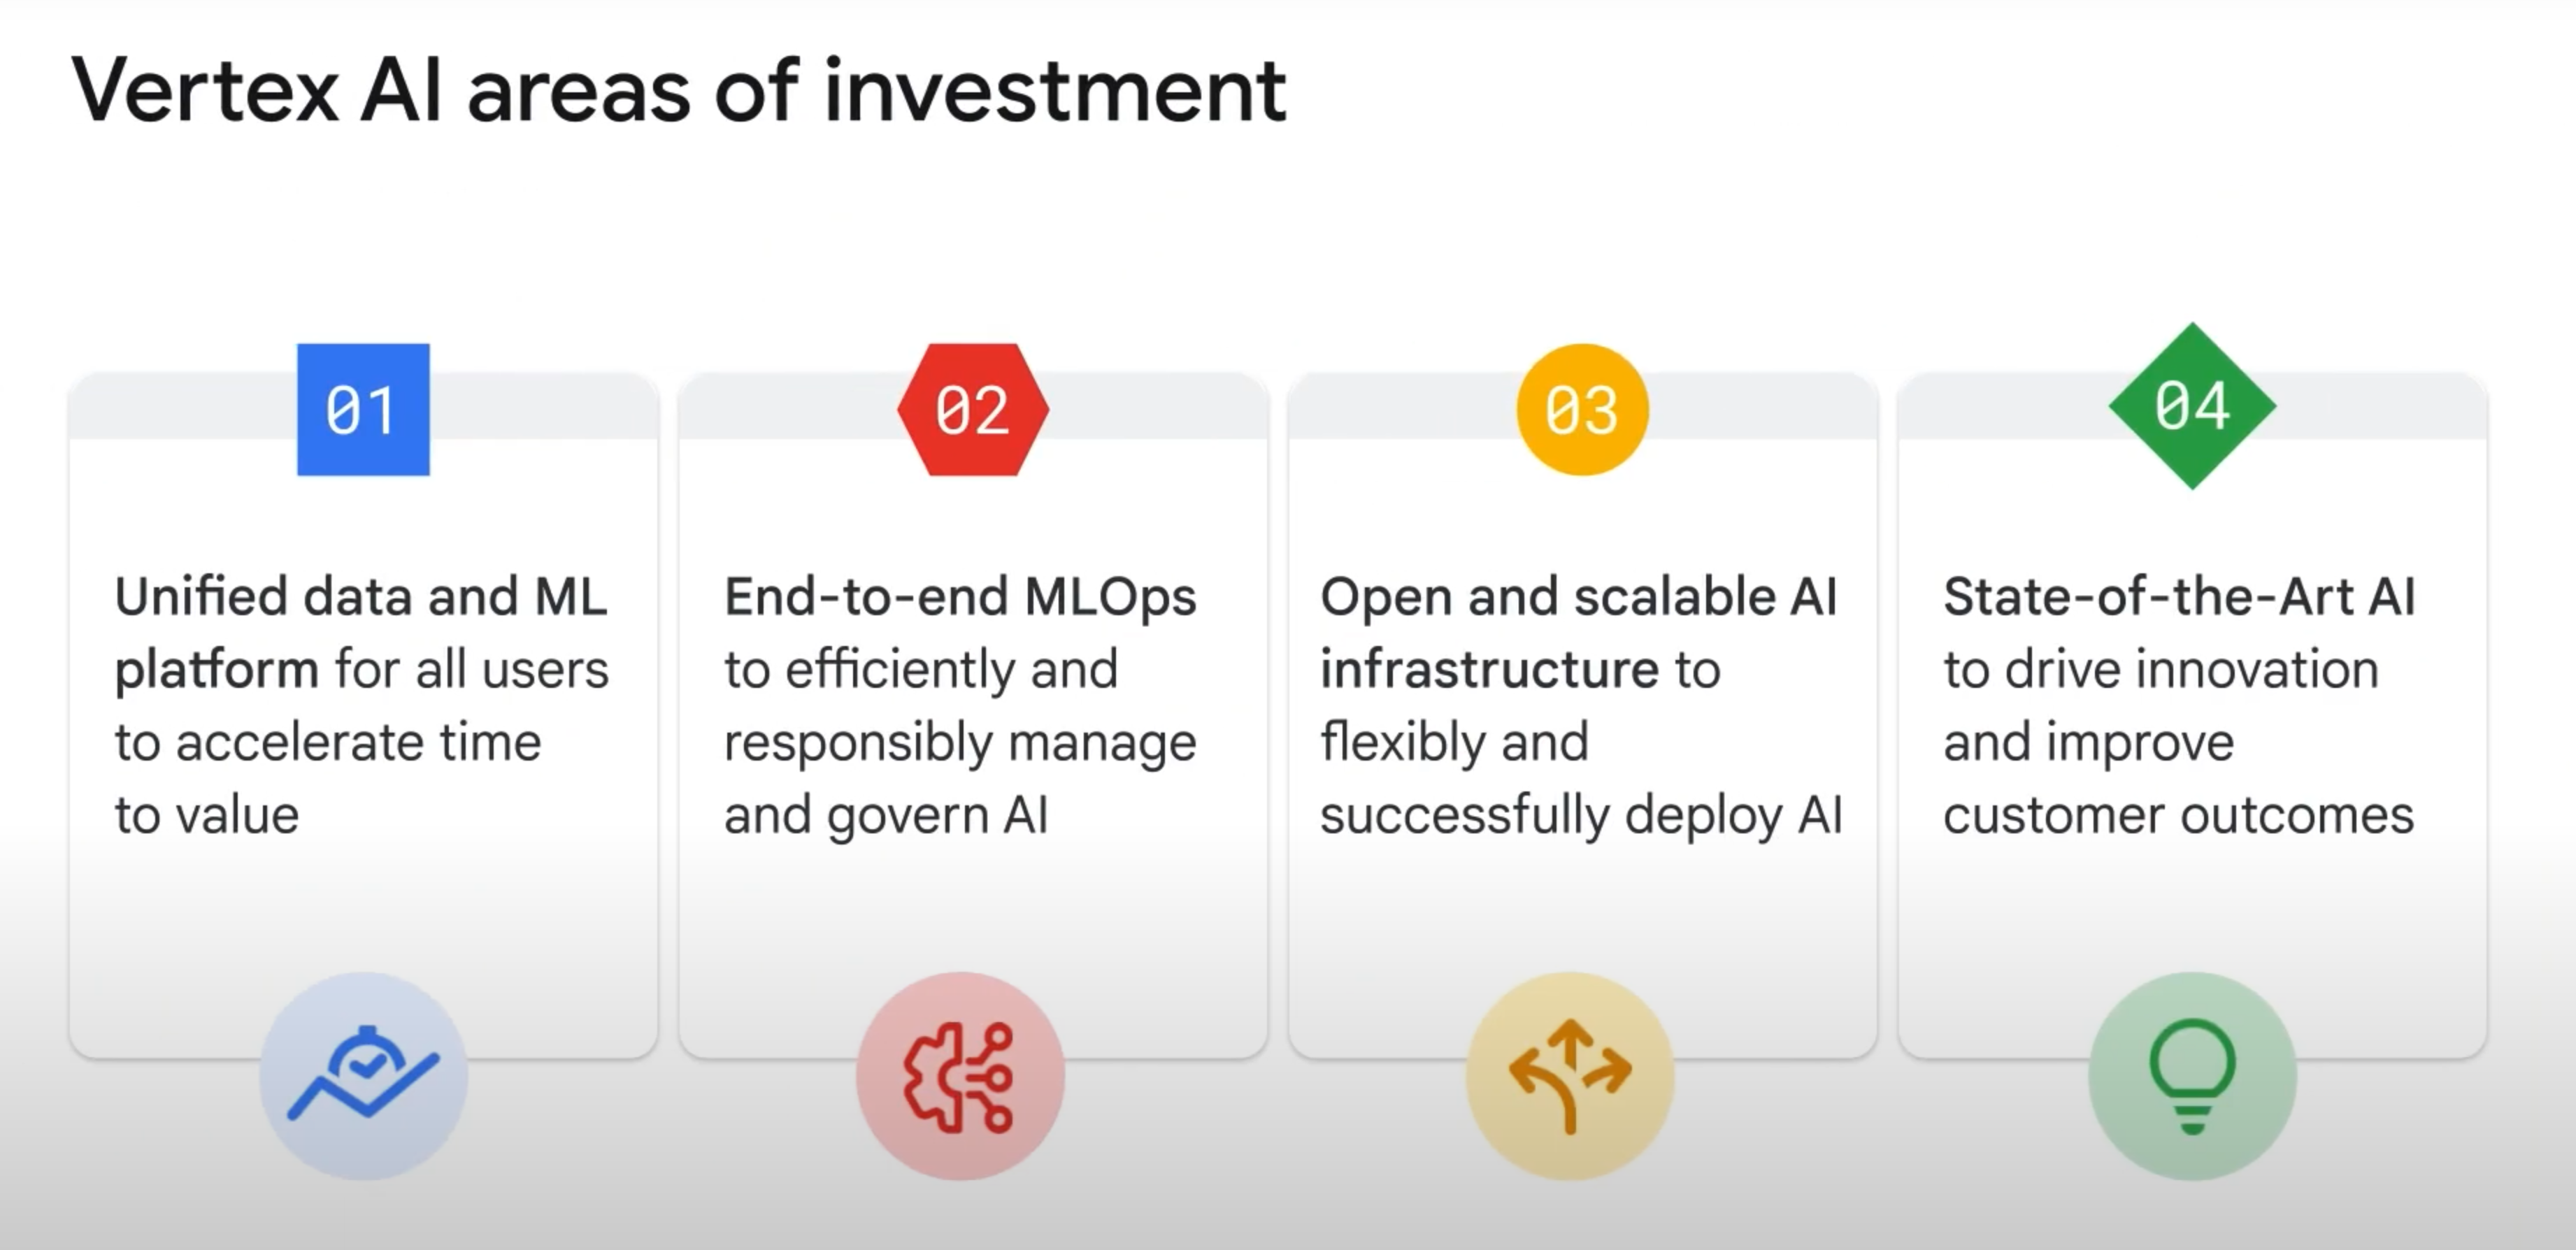 Vertex AI areas of investment
01
Unified data and ML
platform for all users
to accelerate time
to value
02
End-to-end MLOps
to efficiently and
responsibly manage
and govern AI
03
Open and scalable AI
infrastructure to
flexibly and
successfully deploy AI
04
State-of-the-Art AI
to drive innovation
and improve
customer outcomes